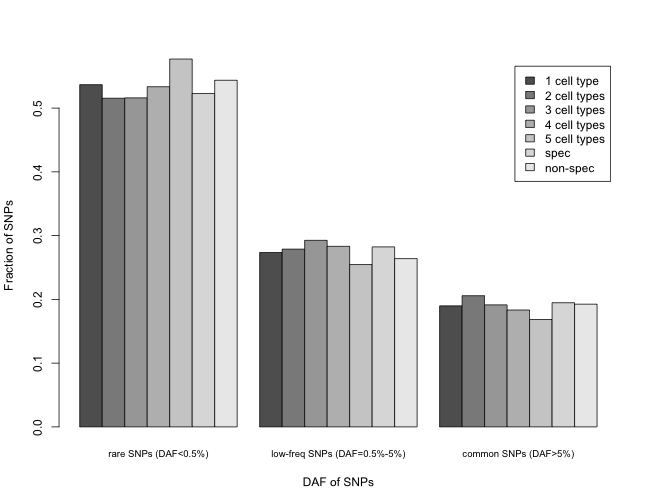 1 cell type
2 cell types
3 cell types
4 cell types
5 cell types
spec
non-spec
Fraction of SNPs
0.5
0.4
0.3
0.2
0.1
0.0
rare SNPs (DAF<0.5%) low-freq SNPs (DAF=0.5%-5%) common SNPs (DAF>5%)
DAF of SNPs